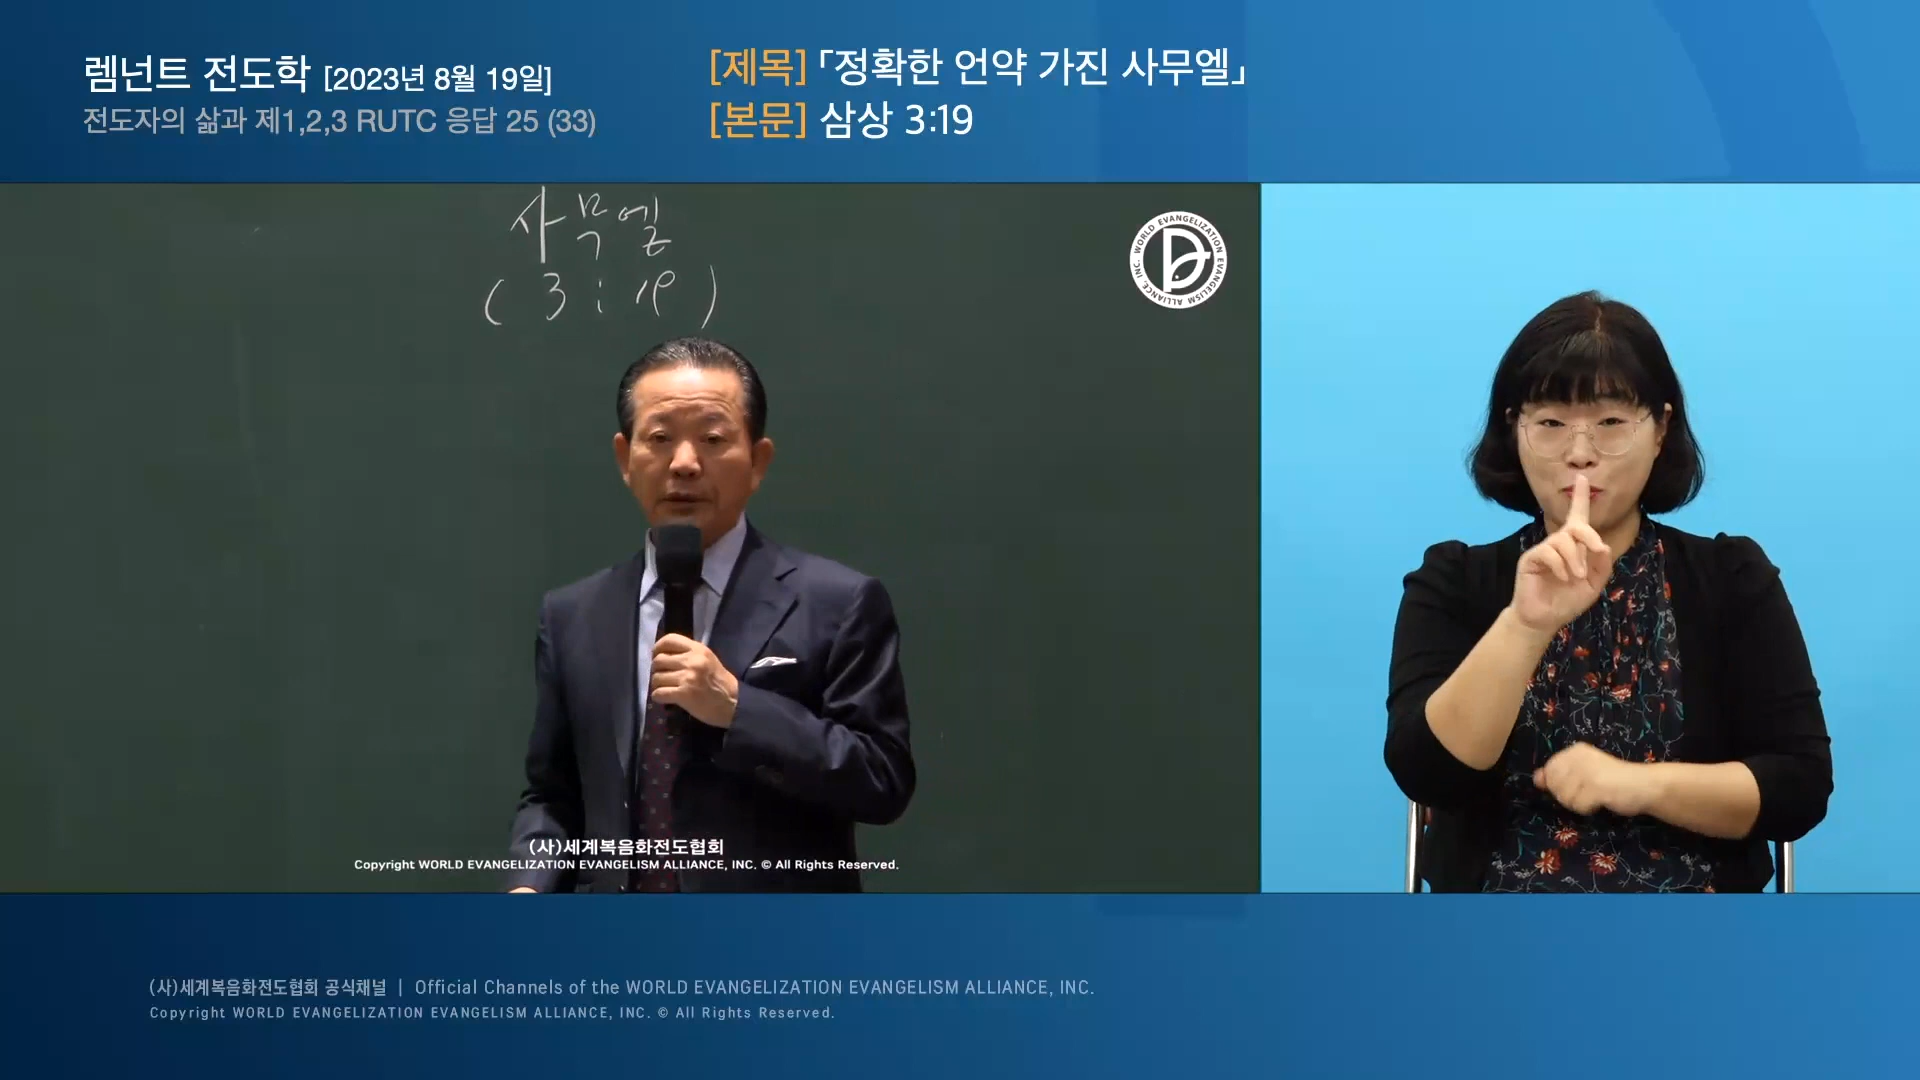 렘넌트 전도학 [2023년 8월 19일]
전도자의 삶과 제1,2,3 RUTC 응답 25 (33)
[제목] 「정확한 언약 가진 사무엘」
[본문] 삼상 3:19
사무엘
(3:19)
WORLD EVANGELIZATION EVANGELISM ALLIANCE, INC.
(사)세계복음화전도협회
Copyright WORLD EVANGELIZATION EVANGELISM ALLIANCE, INC. © All Rights Reserved.
(사)세계복음화전도협회 공식채널 | Official Channels of the WORLD EVANGELIZATION EVANGELISM ALLIANCE, INC.
Copyright WORLD EVANGELIZATION EVANGELISM ALLIANCE, INC. © All Rights Reserved.